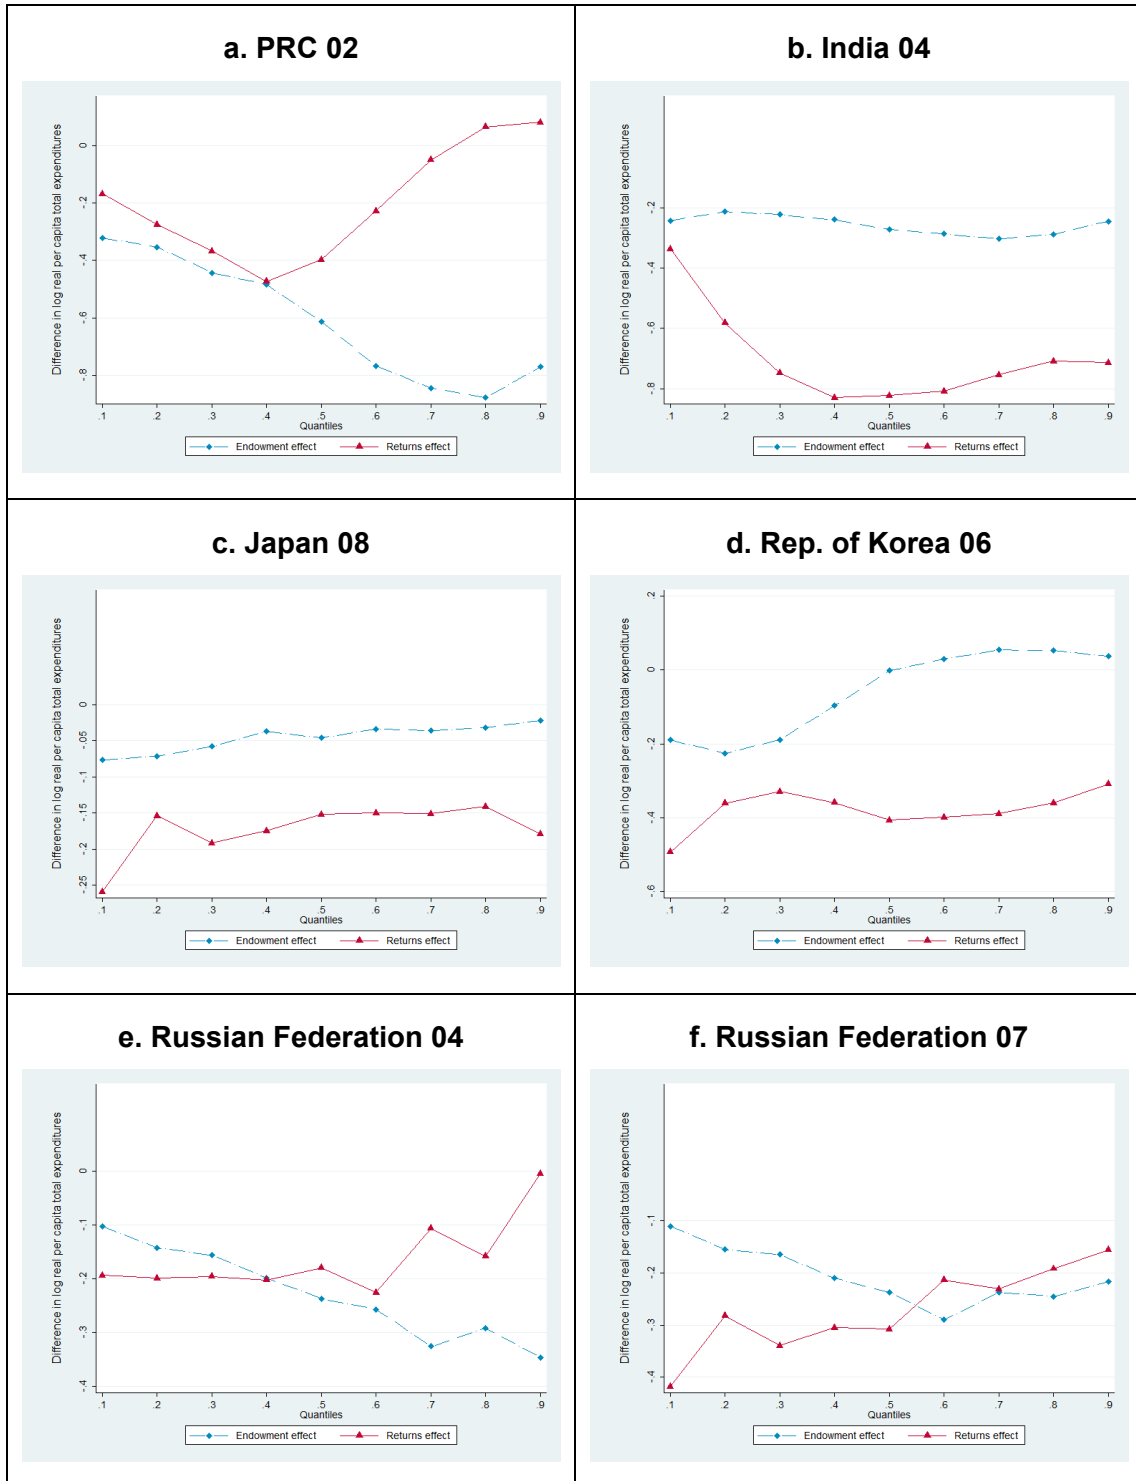 a. PRC 02
Difference in log real per capita total expenditures
0
-.2
-.4
-.6
-.8
.1 .2 .3 .4 .5 .6 .7 .8 .9
Quantiles
Endowment effect Returns effect
b. India 04
Difference in log real per capita total expenditures
-.2
-.4
-.6
-.8
.1 .2 .3 .4 .5 .6 .7 .8 .9
Quantiles
Endowment effect Returns effect
c. Japan 08
Difference in log real per capita total expenditures
0
-.05
-.1
-.15
-.2
-.25
.1 .2 .3 .4 .5 .6 .7 .8 .9
Quantiles
Endowment effect Returns effect
d. Rep. of Korea 06
Difference in log real per capita total expenditures
.2
0
-.2
-.4
-.6
.1 .2 .3 .4 .5 .6 .7 .8 .9
Quantiles
Endowment effect Returns effect
e. Russian Federation 04
Difference in log real per capita total expenditures
0
-.1
-.2
-.3
-.4
.1 .2 .3 .4 .5 .6 .7 .8 .9
Quantiles
Endowment effect Returns effect
f. Russian Federation 07
Difference in log real per capita total expenditures
-.1
-.2
-.3
-.4
.1 .2 .3 .4 .5 .6 .7 .8 .9
Quantiles
Endowment effect Returns effect